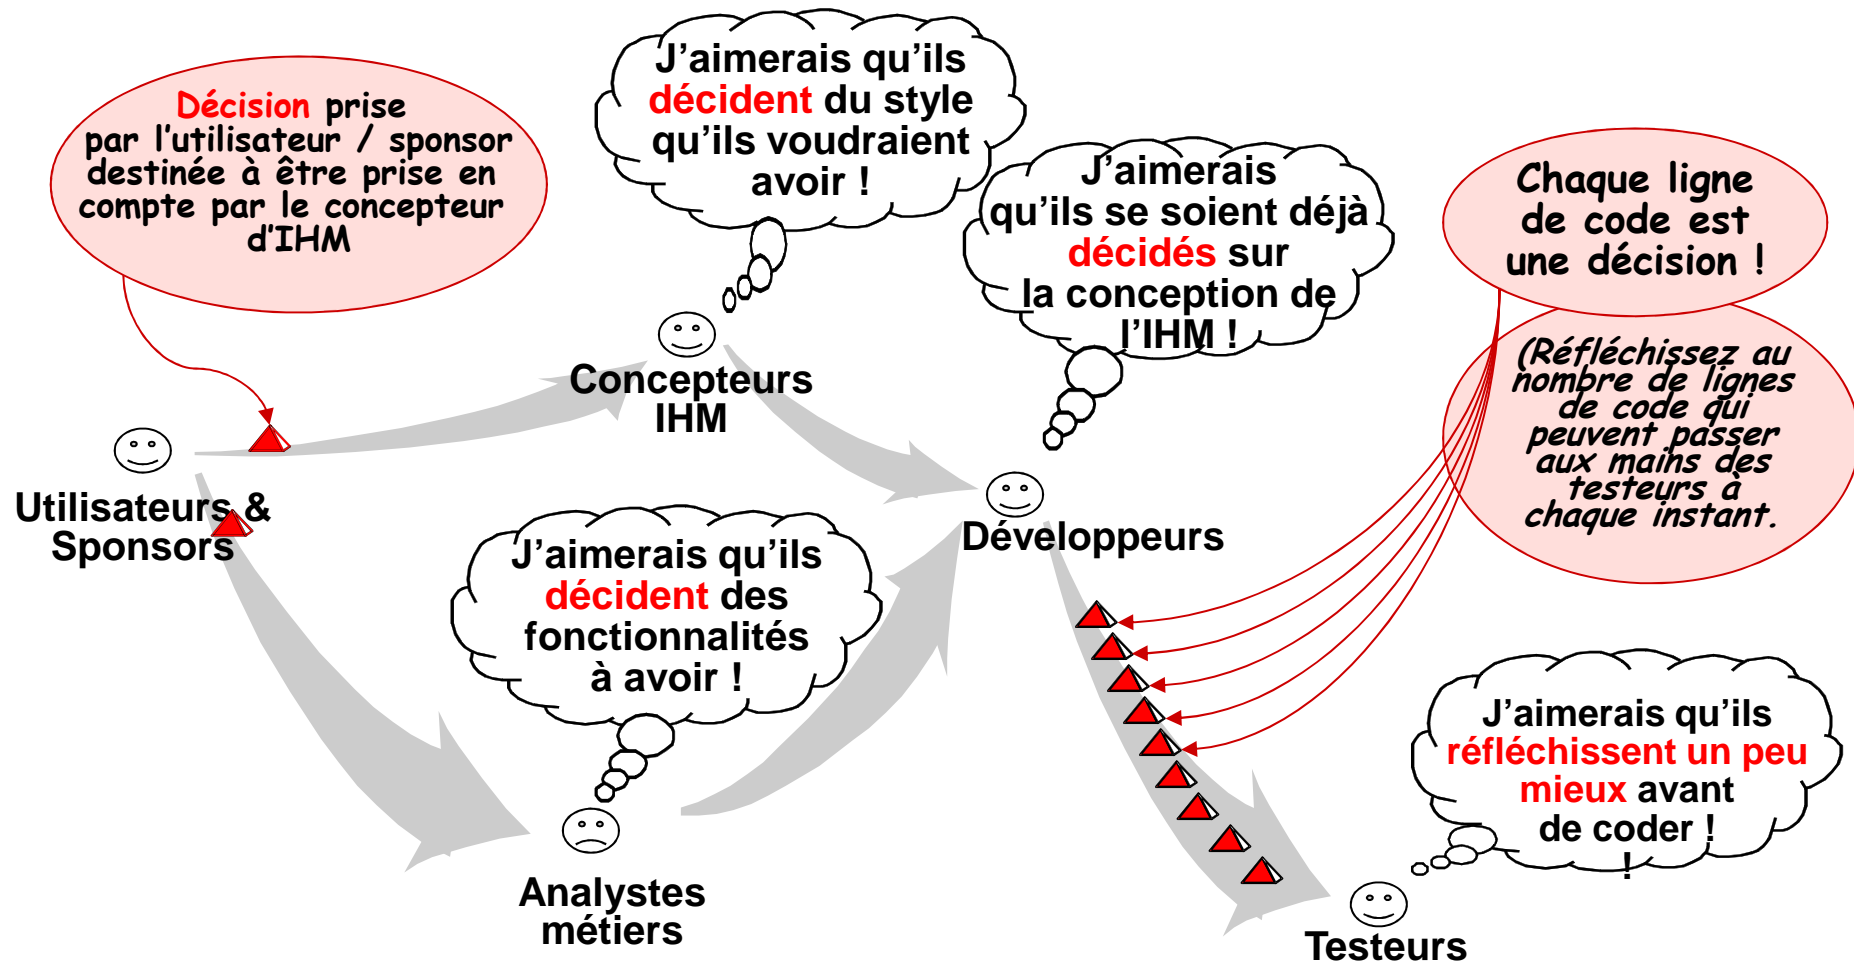 Décision prise
par l'utilisateur / sponsor
destinée à être prise en
compte par le concepteur
d'IHM
J'aimerais qu'ils
décident du style
qu'ils voudraient
avoir !
J'aimerais
qu'ils se soient déjà
décidés sur
la conception de
l'IHM !
Chaque ligne
de code est
une décision !
(Réfléchissez au
nombre de lignes
de code qui
peuvent passer
aux mains des
testeurs à
chaque instant.
Concepteurs
IHM
Utilisateurs &
Sponsors
Développeurs
J'aimerais qu'ils
décident des
fonctionnalités
à avoir !
J'aimerais qu'ils
réfléchissent un peu
mieux avant
de coder !
!
Analystes
métiers
Testeurs